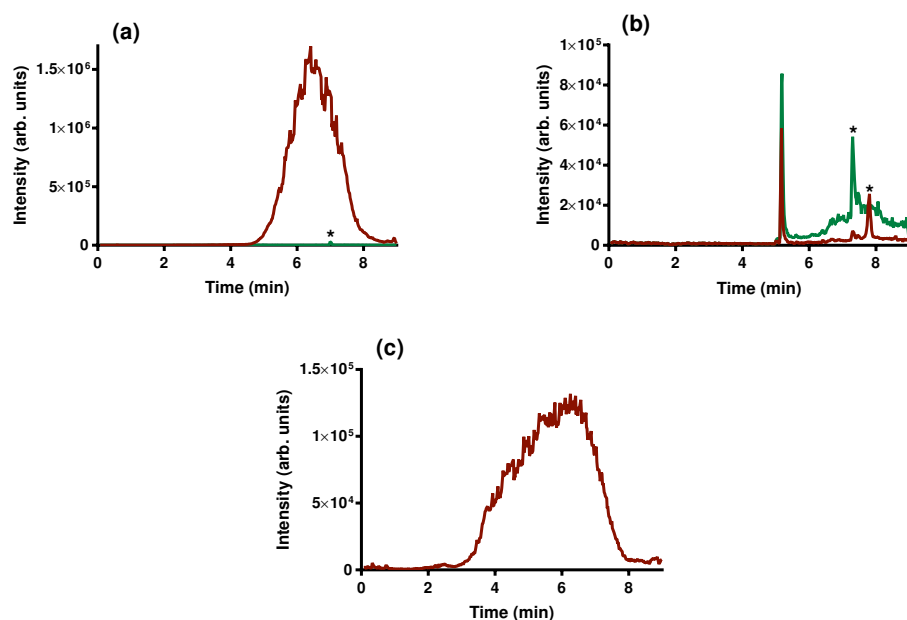 (a)
Intensity (arb. units)
1.5×10⁶
1×10⁶
5×10⁵
0
*
0 2 4 6 8
Time (min)
(b)
Intensity (arb. units)
1×10⁵
8×10⁴
6×10⁴
4×10⁴
2×10⁴
0
*
*
0 2 4 6 8
Time (min)
(c)
Intensity (arb. units)
1.5×10⁵
1×10⁵
5×10⁴
0
0 2 4 6 8
Time (min)